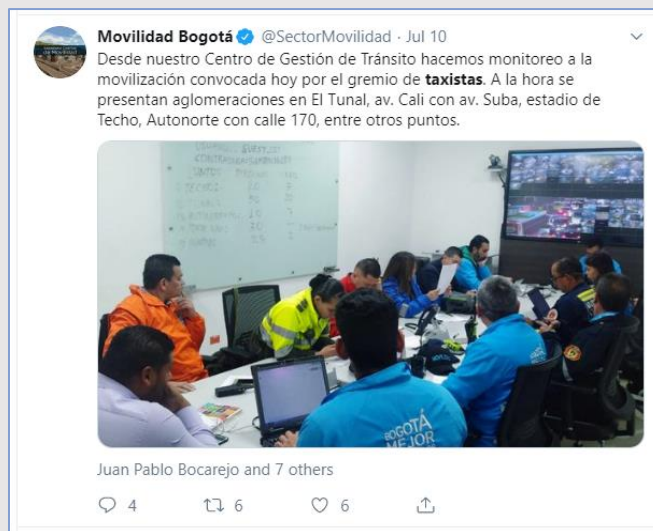 Movilidad Bogotá @SectorMovilidad · Jul 10
Desde nuestro Centro de Gestión de Tránsito hacemos monitoreo a la
movilización convocada hoy por el gremio de taxistas. A la hora se
presentan aglomeraciones en El Tunal, av. Cali con av. Suba, estadio de
Techo, Autonorte con calle 170, entre otros puntos.
BOGOTÁ
MEJOR
Juan Pablo Bocarejo and 7 others
4 6 6